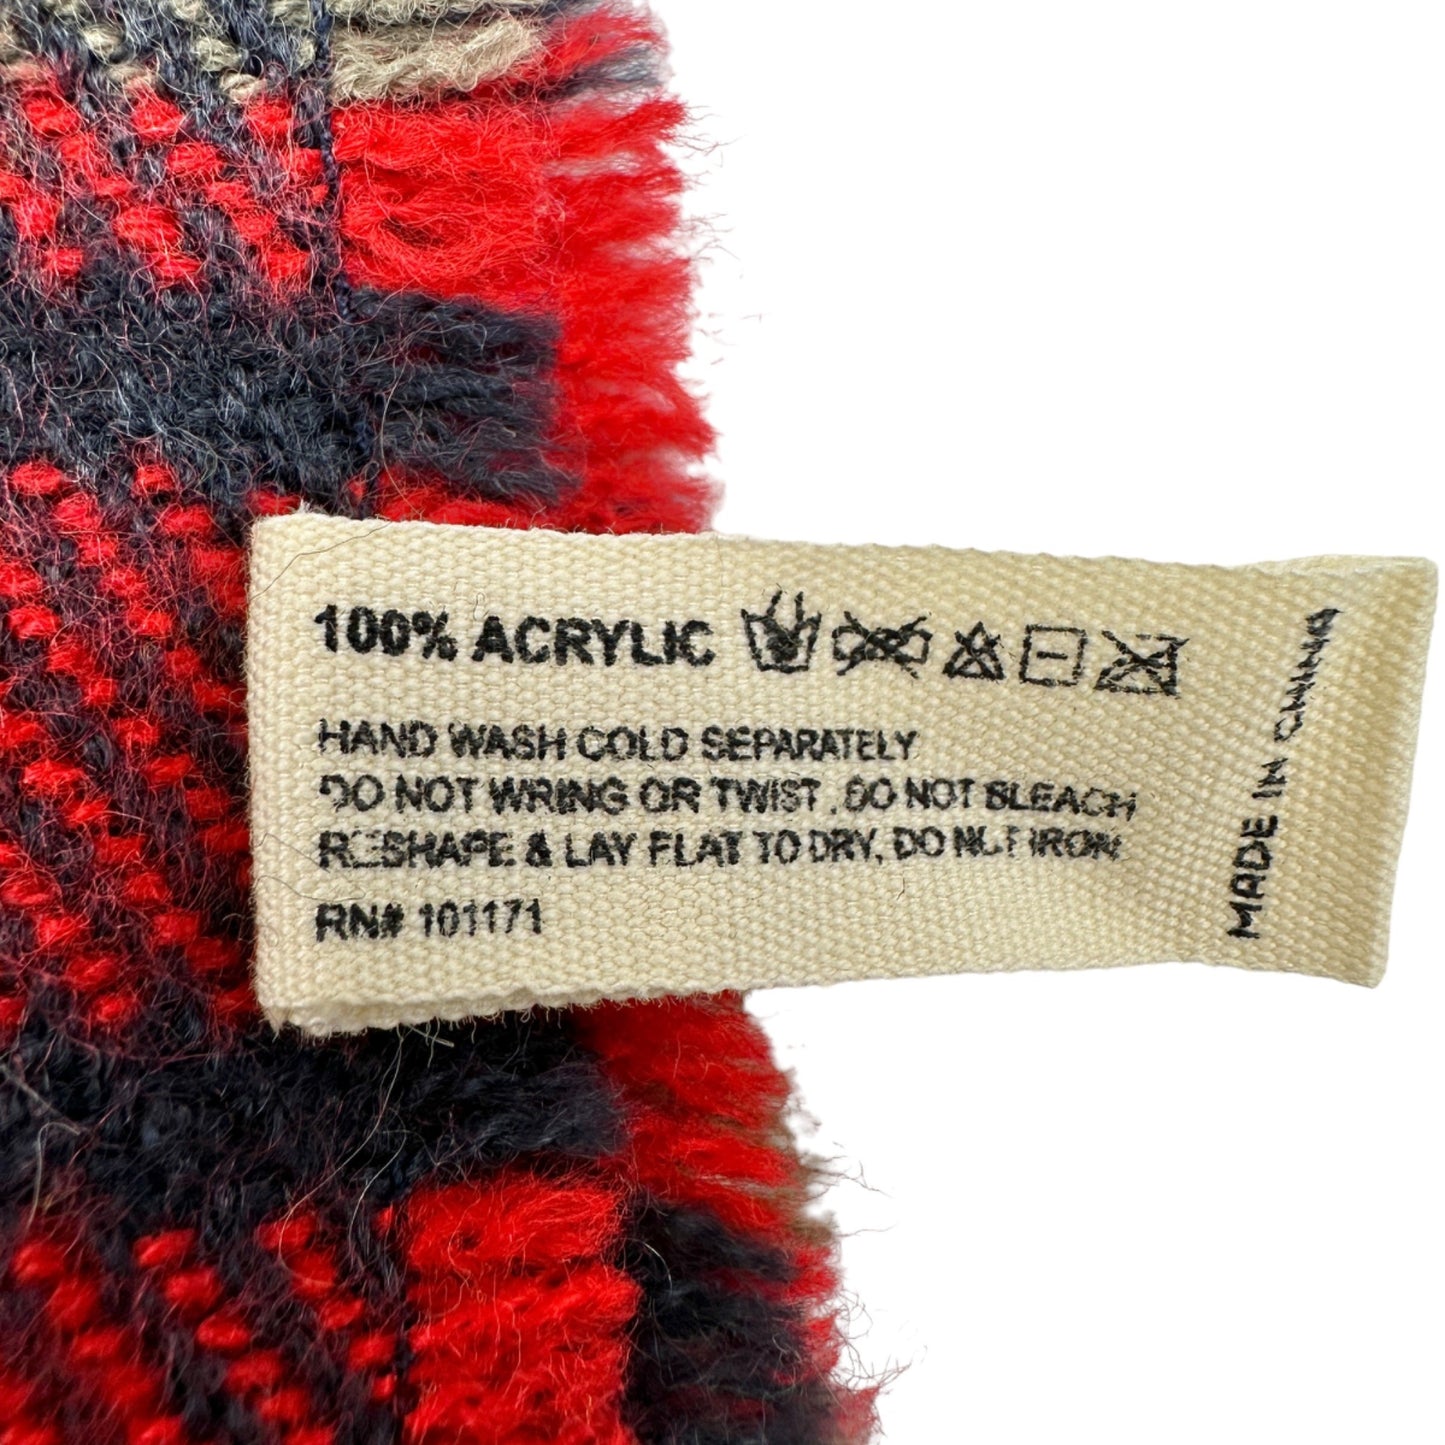 100% ACRYLIC
HAND WASH COLD SEPARATELY
DO NOT WRING OR TWIST , DO NOT BLEACH
RESHAPE & LAY FLAT TO DRY, DO NOT IRON
RN# 101171
MADE IN CHINA